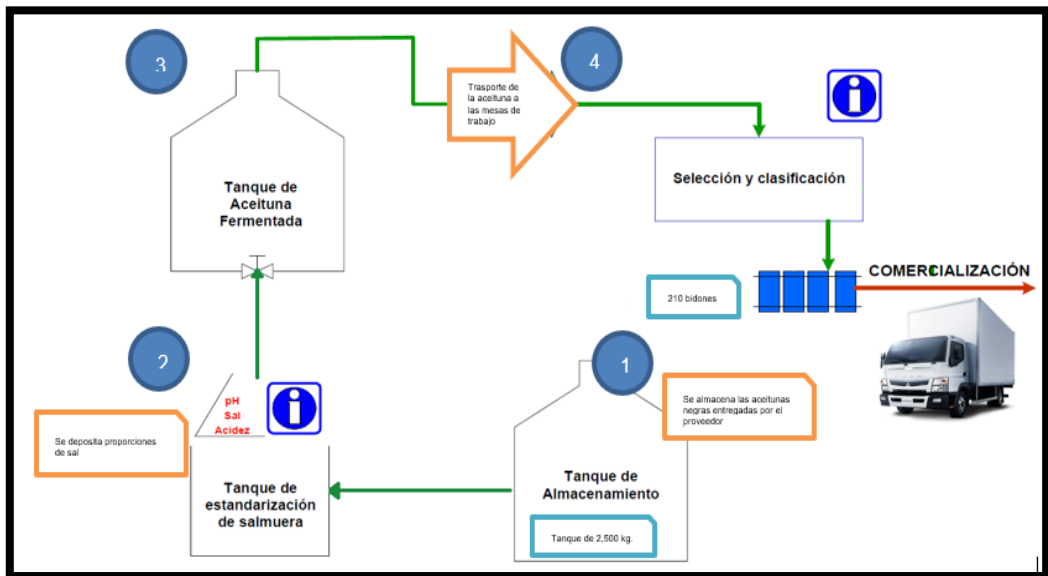 3
4
Trasporte de
la aceituna a
las mesas de
trabajo
i
Selección y clasificación
Tanque de
Aceituna
Fermentada
COMERCIALIZACIÓN
210 bidones
2
1
pH
Sal
Acidez
i
Se deposita proporciones
de sal
Se almacena las aceitunas
negras entregadas por el
proveedor
Tanque de
estandarización
de salmuera
Tanque de
Almacenamiento
Tanque de 2,500 kg.